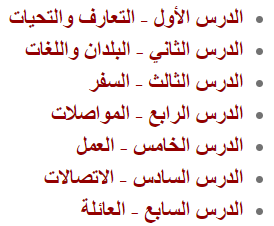 الدرس الأول - التعارف والتحيات
الدرس الثاني - البلدان واللغات
الدرس الثالث - السفر
الدرس الرابع - المواصلات
الدرس الخامس - العمل
الدرس السادس - الاتصالات
الدرس السابع - العائلة